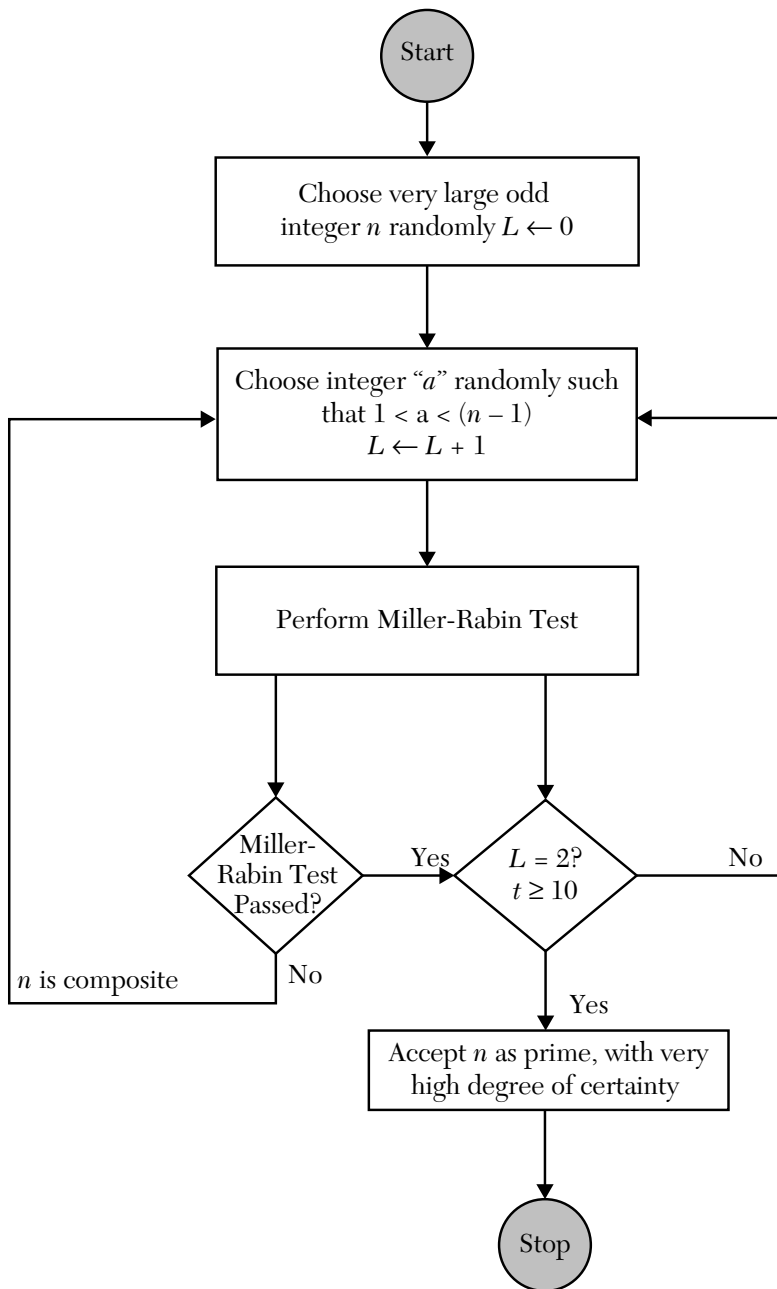 Start
Choose very large odd
integer n randomly L ← 0
Choose integer “a” randomly such
that 1 < a < (n – 1)
L ← L + 1
Perform Miller-Rabin Test
Miller-
Rabin Test
Passed?
Yes
L = 2?
t ≥ 10
No
n is composite
No
Yes
Accept n as prime, with very
high degree of certainty
Stop